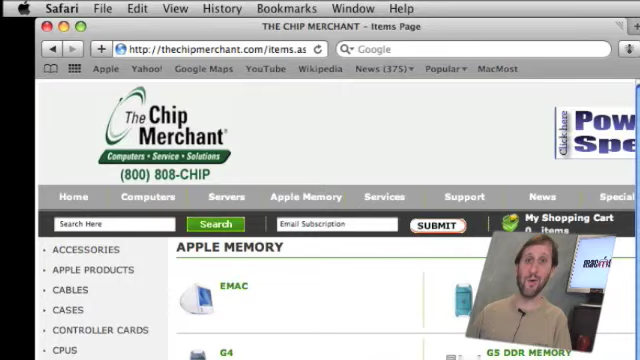 Safari File Edit View History Bookmarks Window Help
THE CHIP MERCHANT – Items Page
http://thechipmerchant.com/items.as
Google
Apple Yahoo! Google Maps YouTube Wikipedia News (375) Popular MacMost
The Chip Merchant
Computers • Service • Solutions
(800) 808-CHIP
Click here
Pow
Spe
Home Computers Servers Apple Memory Services Support News Special
Search Here Search Email Subscription SUBMIT
My Shopping Cart
0 items
ACCESSORIES
APPLE PRODUCTS
CABLES
CASES
CONTROLLER CARDS
CPUS
APPLE MEMORY
EMAC
G4
G5 DDR MEMORY